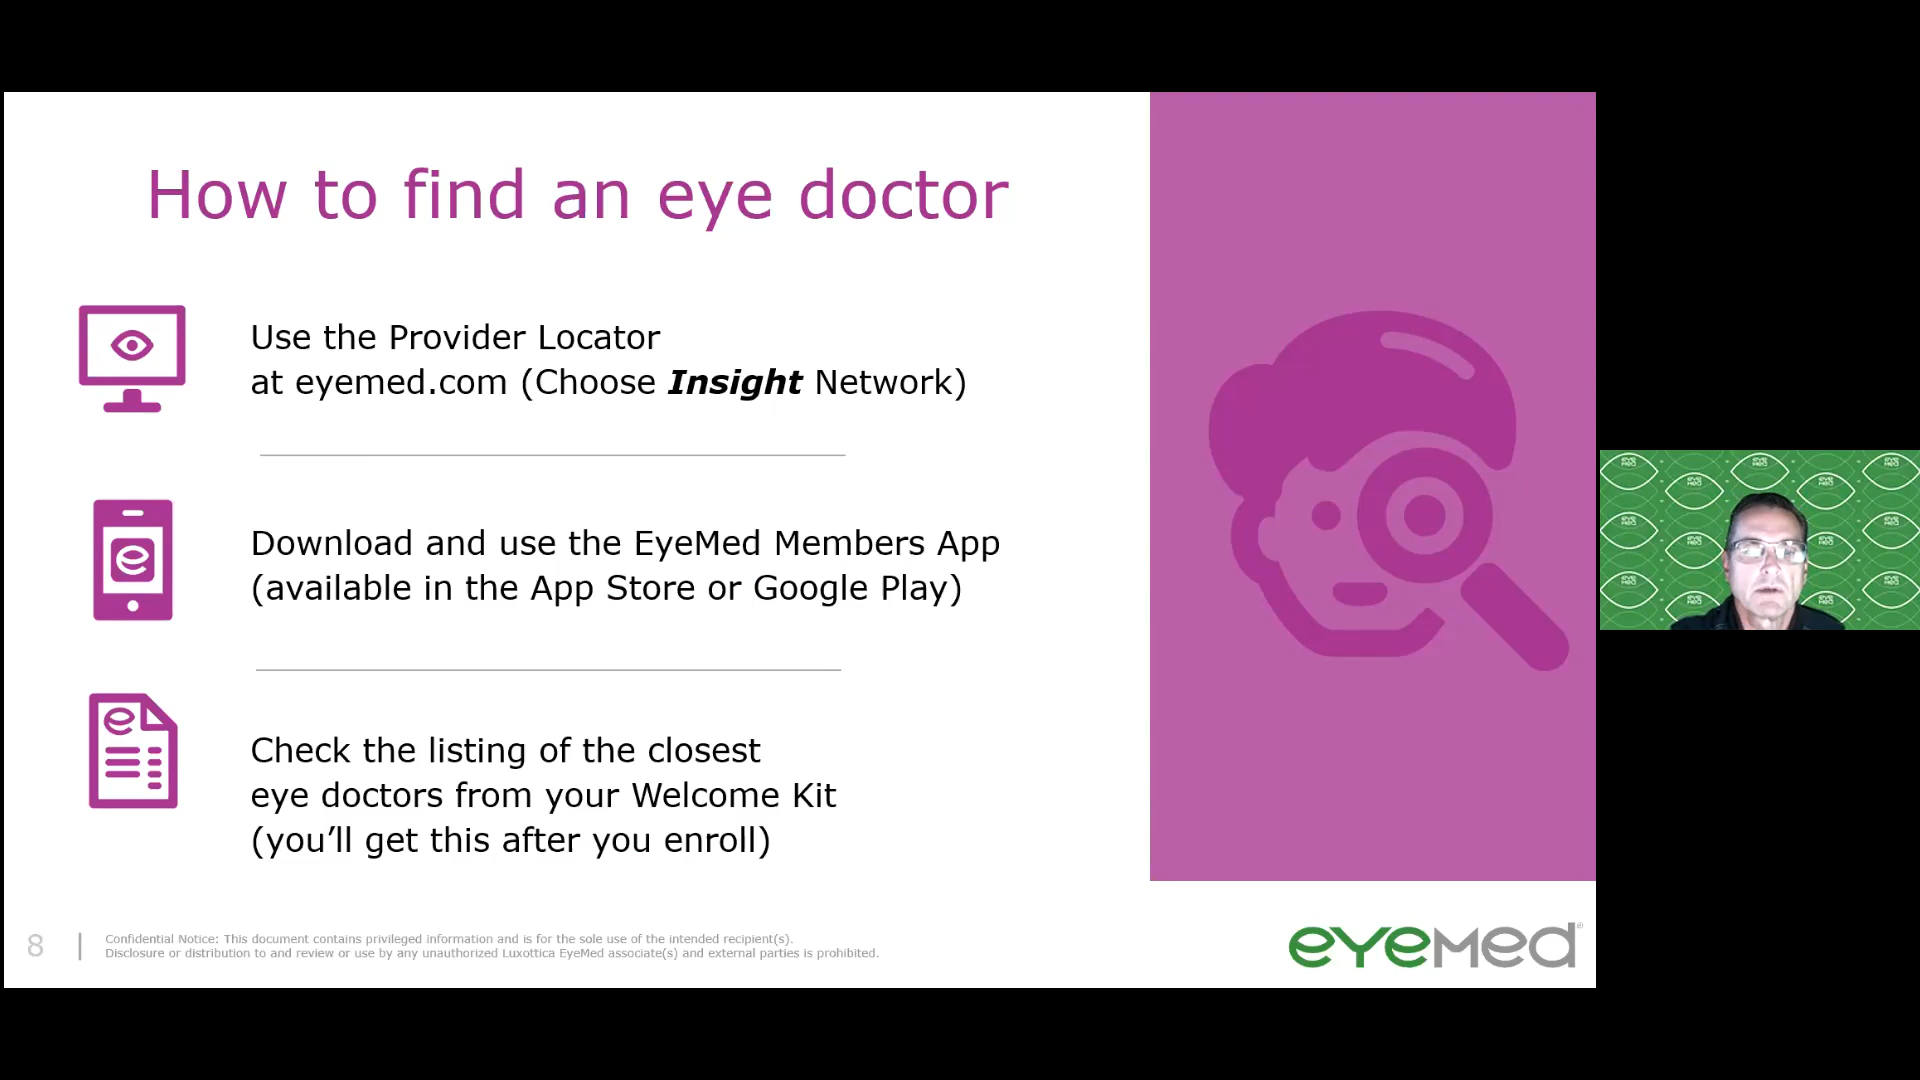 How to find an eye doctor
Use the Provider Locator
at eyemed.com (Choose Insight Network)
Download and use the EyeMed Members App
(available in the App Store or Google Play)
Check the listing of the closest
eye doctors from your Welcome Kit
(you’ll get this after you enroll)
8
Confidential Notice: This document contains privileged information and is for the sole use of the intended recipient(s).
Disclosure or distribution to and review or use by any unauthorized Luxottica EyeMed associate(s) and external parties is prohibited.
eyemed®